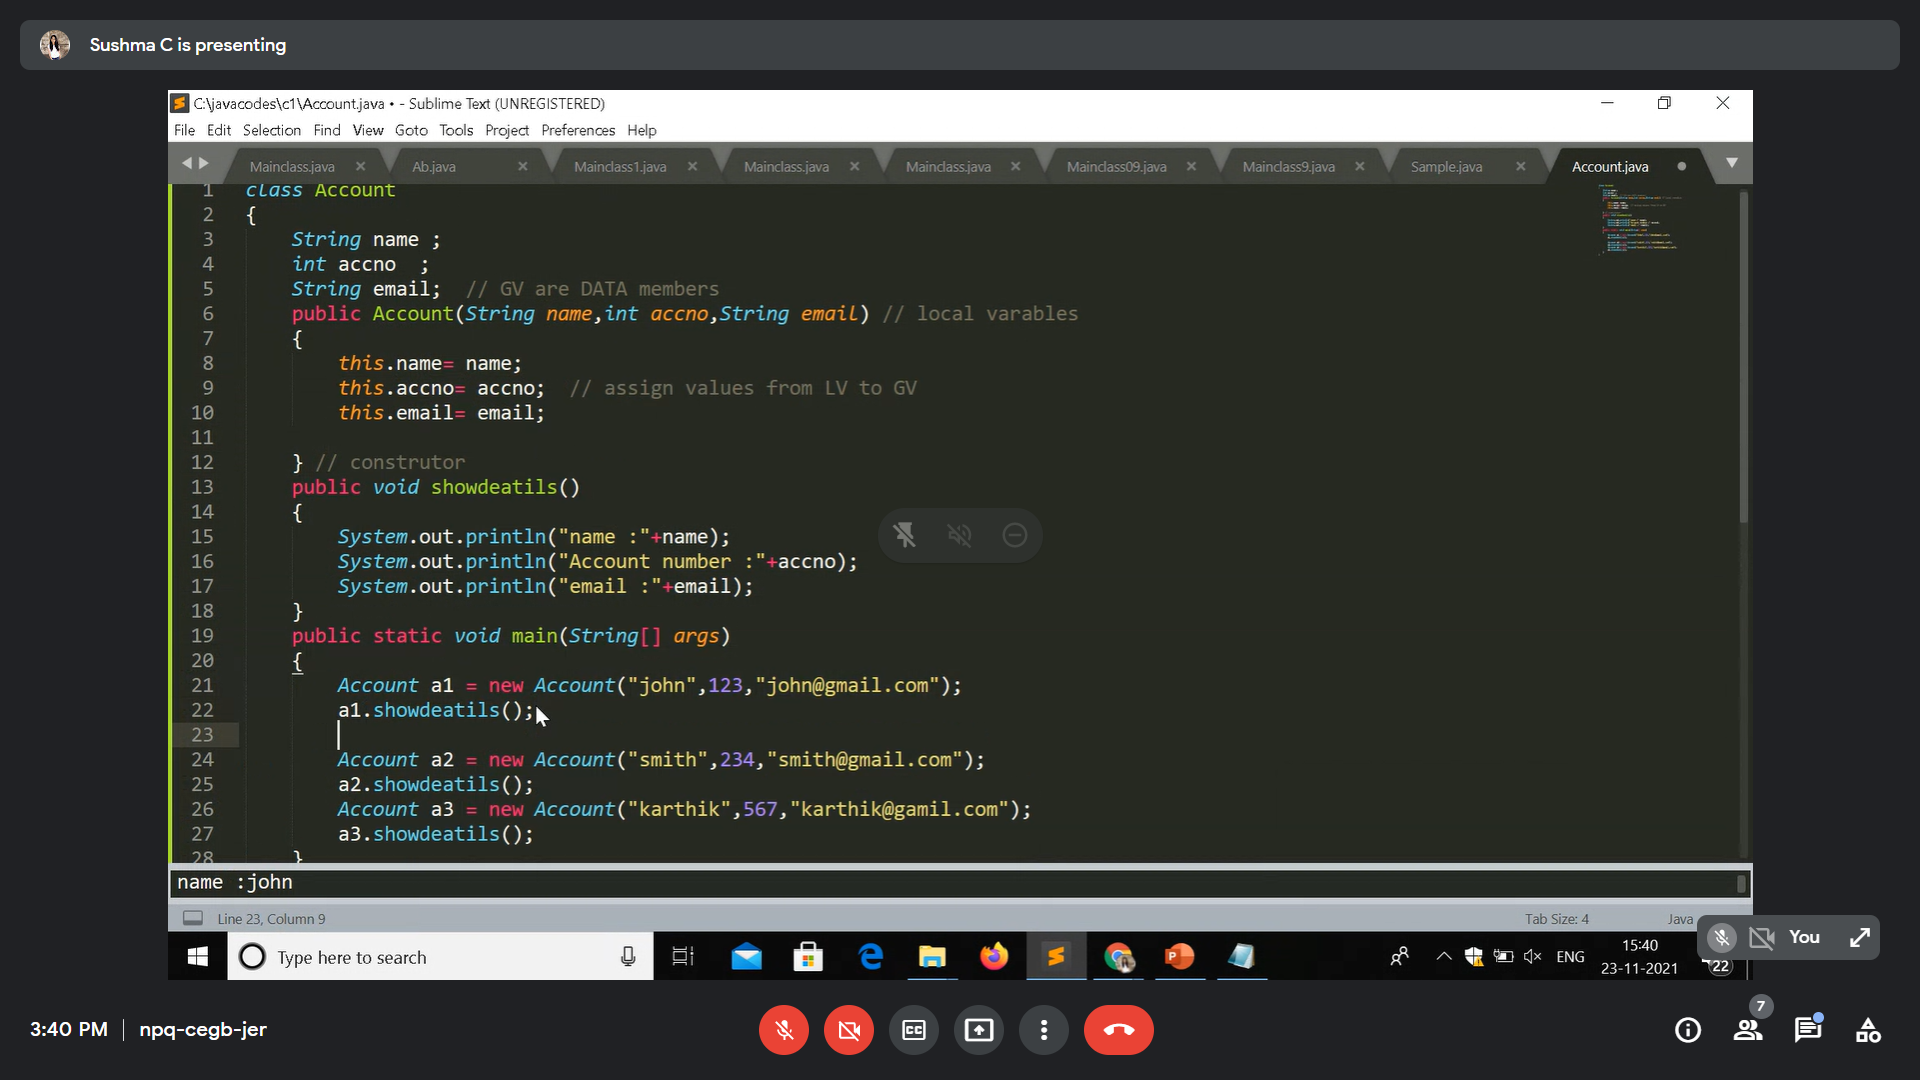 Sushma C is presenting
C:\javacodes\c1\Account.java • - Sublime Text (UNREGISTERED)
File Edit Selection Find View Goto Tools Project Preferences Help
Mainclass.java Ab.java Mainclass1.java Mainclass.java Mainclass.java Mainclass09.java Mainclass9.java Sample.java Account.java
1 class Account
2 {
3 String name ;
4 int accno ;
5 String email; // GV are DATA members
6 public Account(String name,int accno,String email) // local varables
7 {
8 this.name= name;
9 this.accno= accno; // assign values from LV to GV
10 this.email= email;
11
12 } // construtor
13 public void showdeatils()
14 {
15 System.out.println("name :"+name);
16 System.out.println("Account number :"+accno);
17 System.out.println("email :"+email);
18 }
19 public static void main(String[] args)
20 {
21 Account a1 = new Account("john",123,"john@gmail.com");
22 a1.showdeatils();
23
24 Account a2 = new Account("smith",234,"smith@gmail.com");
25 a2.showdeatils();
26 Account a3 = new Account("karthik",567,"karthik@gamil.com");
27 a3.showdeatils();
28 }
name :john
Line 23, Column 9 Tab Size: 4 Java
You
Type here to search ENG 15:40
23-11-2021 22
3:40 PM npq-cegb-jer 7